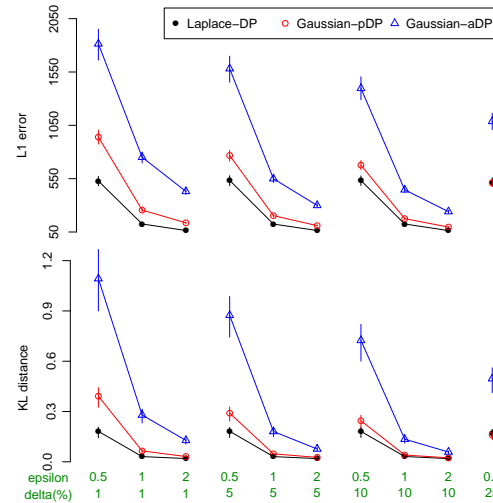 Laplace−DP Gaussian−pDP Gaussian−aDP
2050
1550
1050
550
50
L1 error
1.2
0.9
0.6
0.3
0.0
KL distance
epsilon 0.5 1 2 0.5 1 2 0.5 1 2
delta(%) 1 1 1 5 5 5 10 10 10